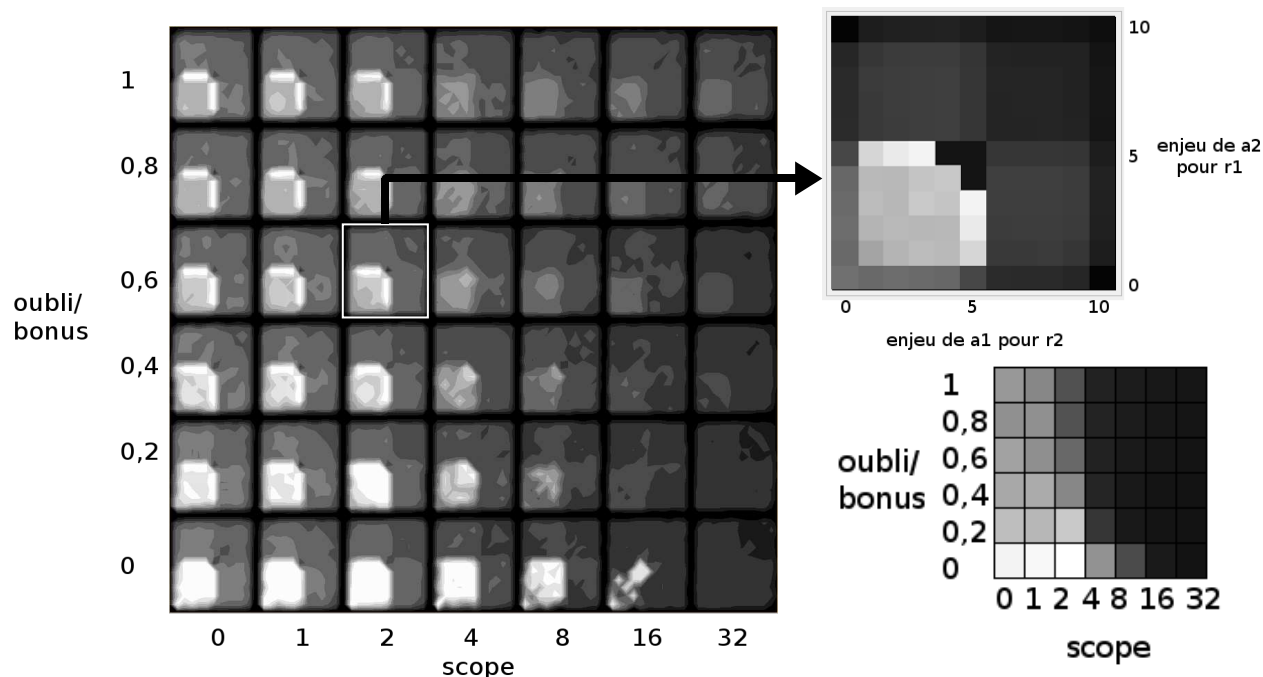 oubli/
bonus
1
0,8
0,6
0,4
0,2
0
0 1 2 4 8 16 32
scope
10
5
0
enjeu de a2
pour r1
0 5 10
enjeu de a1 pour r2
oubli/
bonus
1
0,8
0,6
0,4
0,2
0
0 1 2 4 8 16 32
scope